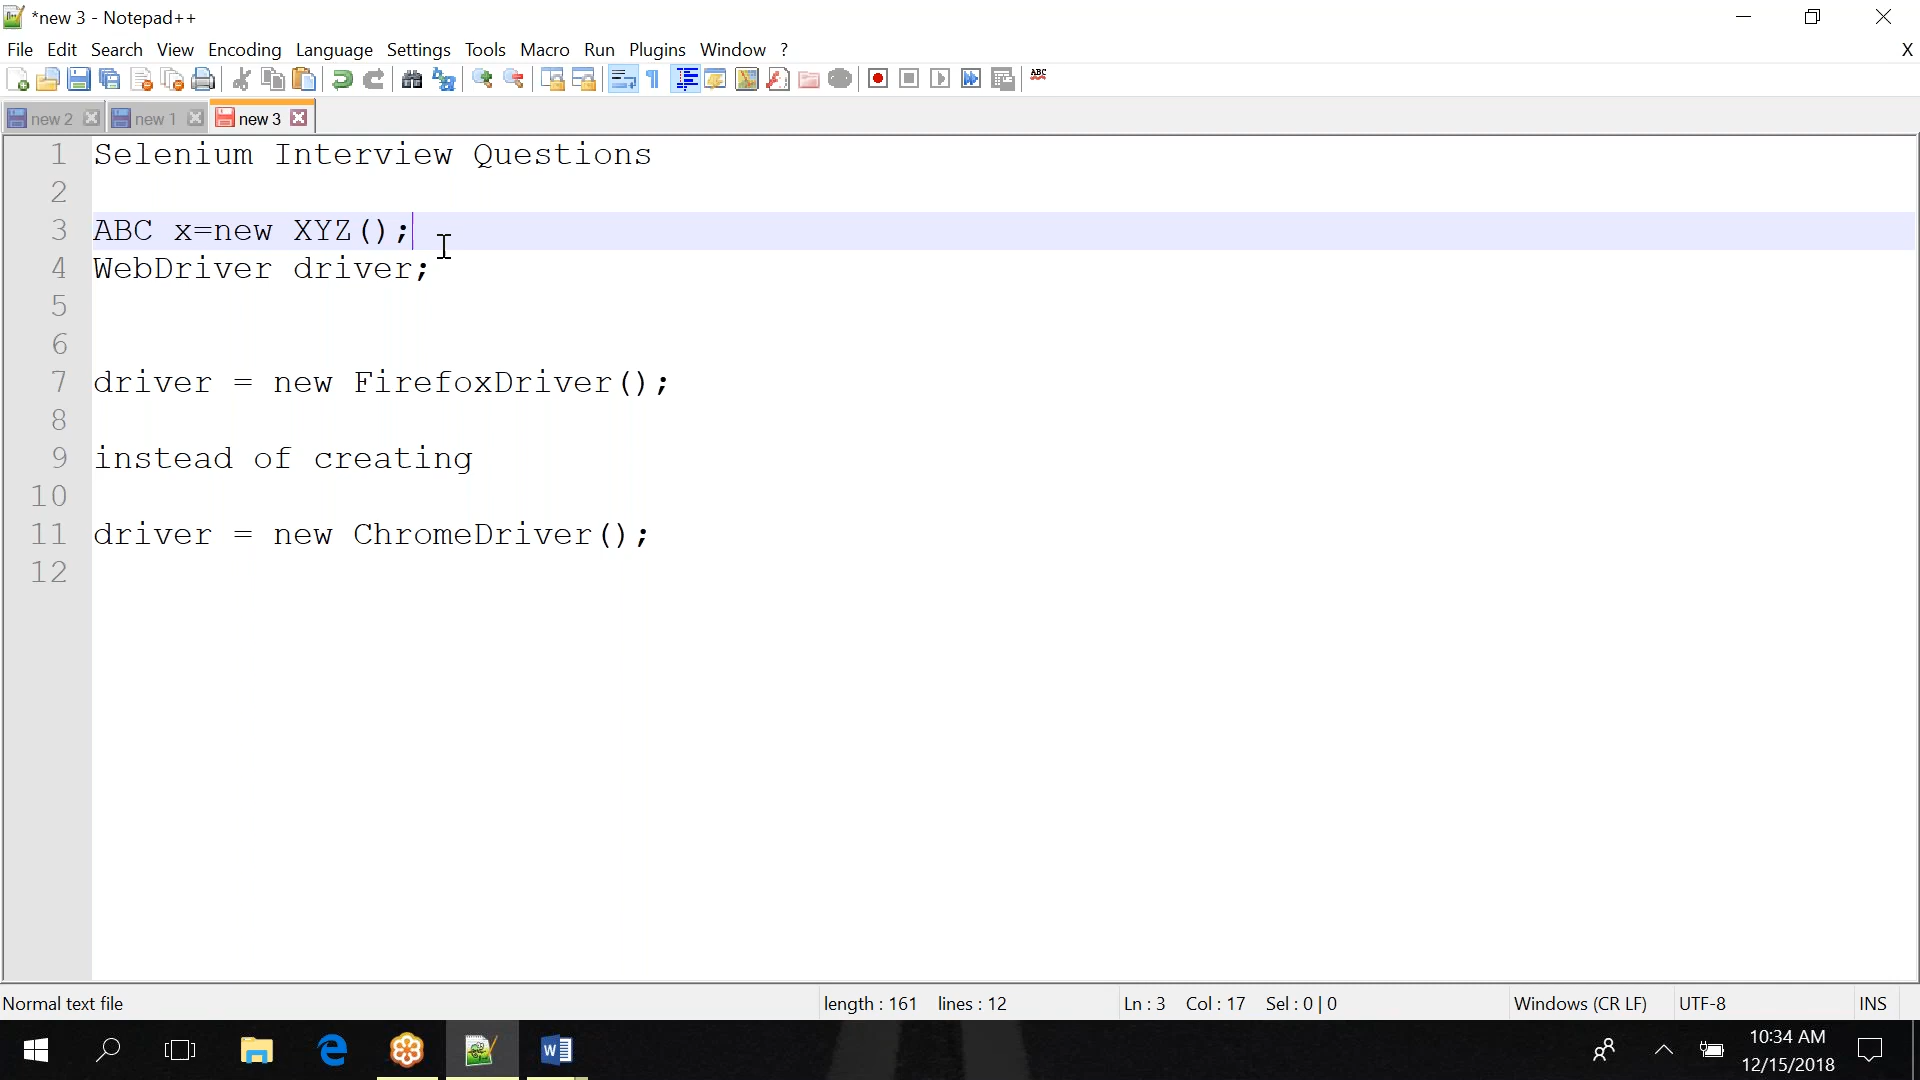 *new 3 - Notepad++
File Edit Search View Encoding Language Settings Tools Macro Run Plugins Window ? X
ABC
new 2 new 1 new 3
1 Selenium Interview Questions
2
3 ABC x=new XYZ();
4 WebDriver driver;
5
6
7 driver = new FirefoxDriver();
8
9 instead of creating
10
11 driver = new ChromeDriver();
12
Normal text file length : 161 lines : 12 Ln : 3 Col : 17 Sel : 0 | 0 Windows (CR LF) UTF-8 INS
10:34 AM
12/15/2018